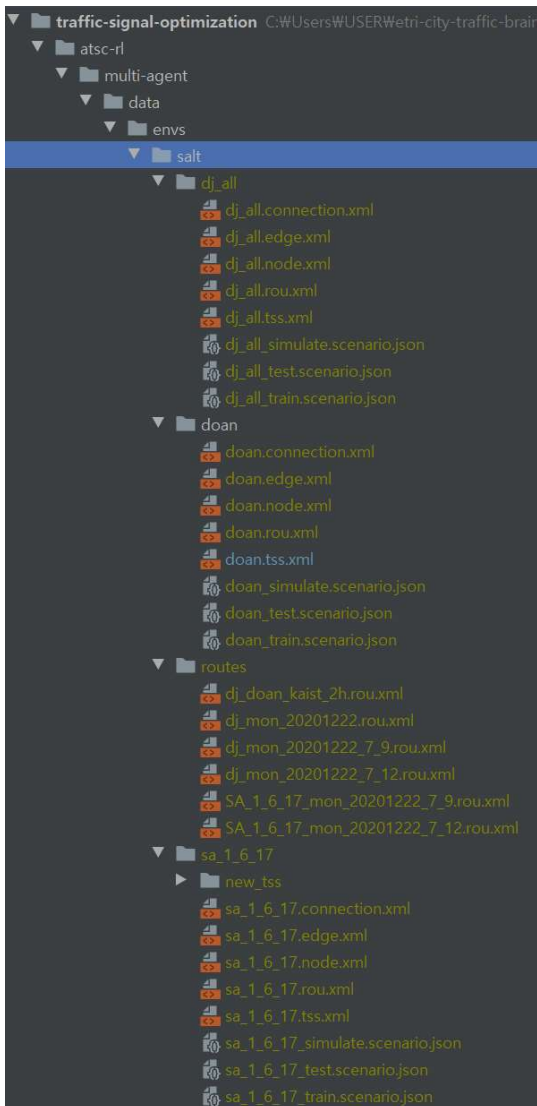 traffic-signal-optimization C:₩Users₩USER₩etri-city-traffic-brain
atsc-rl
multi-agent
data
envs
salt
dj_all
dj_all.connection.xml
dj_all.edge.xml
dj_all.node.xml
dj_all.rou.xml
dj_all.tss.xml
dj_all_simulate.scenario.json
dj_all_test.scenario.json
dj_all_train.scenario.json
doan
doan.connection.xml
doan.edge.xml
doan.node.xml
doan.rou.xml
doan.tss.xml
doan_simulate.scenario.json
doan_test.scenario.json
doan_train.scenario.json
routes
dj_doan_kaist_2h.rou.xml
dj_mon_20201222.rou.xml
dj_mon_20201222_7_9.rou.xml
dj_mon_20201222_7_12.rou.xml
SA_1_6_17_mon_20201222_7_9.rou.xml
SA_1_6_17_mon_20201222_7_12.rou.xml
sa_1_6_17
new_tss
sa_1_6_17.connection.xml
sa_1_6_17.edge.xml
sa_1_6_17.node.xml
sa_1_6_17.rou.xml
sa_1_6_17.tss.xml
sa_1_6_17_simulate.scenario.json
sa_1_6_17_test.scenario.json
sa_1_6_17_train.scenario.json